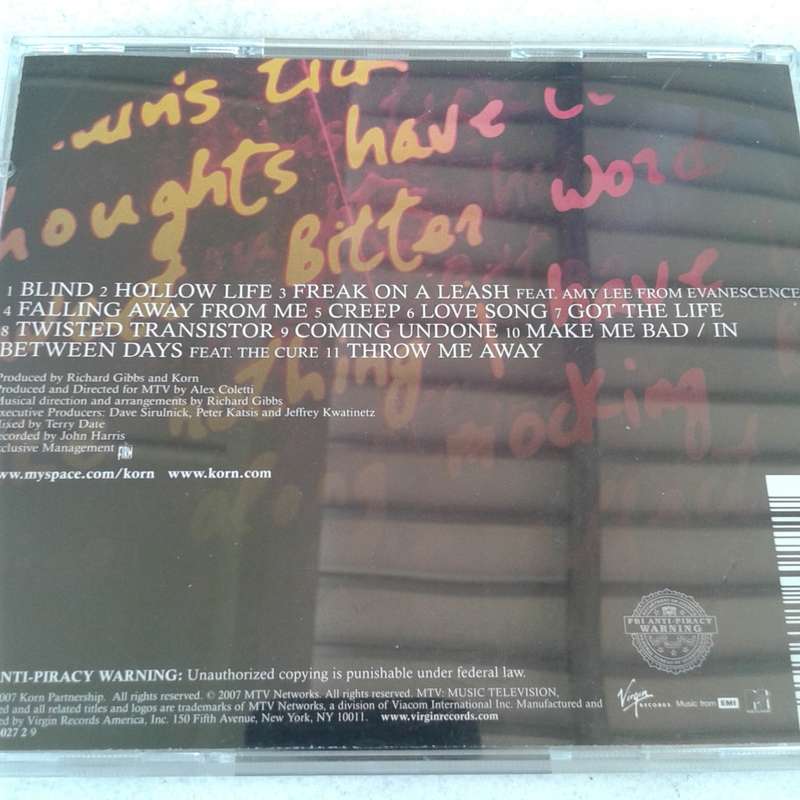 thoughts have
Bitter word
have
nothing I
along mocking
1 BLIND 2 HOLLOW LIFE 3 FREAK ON A LEASH FEAT. AMY LEE FROM EVANESCENCE
4 FALLING AWAY FROM ME 5 CREEP 6 LOVE SONG 7 GOT THE LIFE
8 TWISTED TRANSISTOR 9 COMING UNDONE 10 MAKE ME BAD / IN
BETWEEN DAYS FEAT. THE CURE 11 THROW ME AWAY
Produced by Richard Gibbs and Korn
Produced and Directed for MTV by Alex Coletti
Musical direction and arrangements by Richard Gibbs
Executive Producers: Dave Sirulnick, Peter Katsis and Jeffrey Kwatinetz
Mixed by Terry Date
Recorded by John Harris
Exclusive Management FIRM
www.myspace.com/korn www.korn.com
FBI ANTI-PIRACY
WARNING
ANTI-PIRACY WARNING: Unauthorized copying is punishable under federal law.
2007 Korn Partnership. All rights reserved. © 2007 MTV Networks. All rights reserved. MTV: MUSIC TELEVISION,
and all related titles and logos are trademarks of MTV Networks, a division of Viacom International Inc. Manufactured and
by Virgin Records America, Inc. 150 Fifth Avenue, New York, NY 10011. www.virginrecords.com
027 2 9
Virgin
RECORDS
Music from EMI